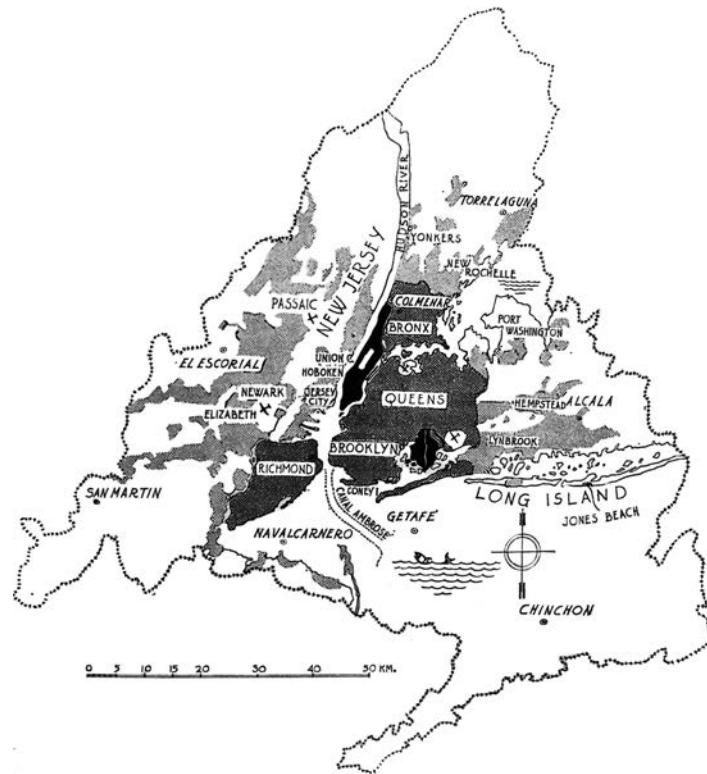 TORRELAGUNA
HUDSON RIVER
YONKERS
NEW
ROCHELLE
NEW JERSEY
PASSAIC
COLMENAR
BRONX
PORT
WASHINGTON
UNION C
EL ESCORIAL
HOBOKEN
JERSEY
CITY
QUEENS
NEWARK
HEMPSTEAD
ALCALA
ELIZABETH
BROOKLYN
LYNBROOK
RICHMOND
SAN MARTIN
CONEY I
LONG ISLAND
CANAL AMBROSE
GETAFÉ
JONES BEACH
NAVALCARNERO
N
CHINCHON
0 5 10 20 30 40 50 KM.